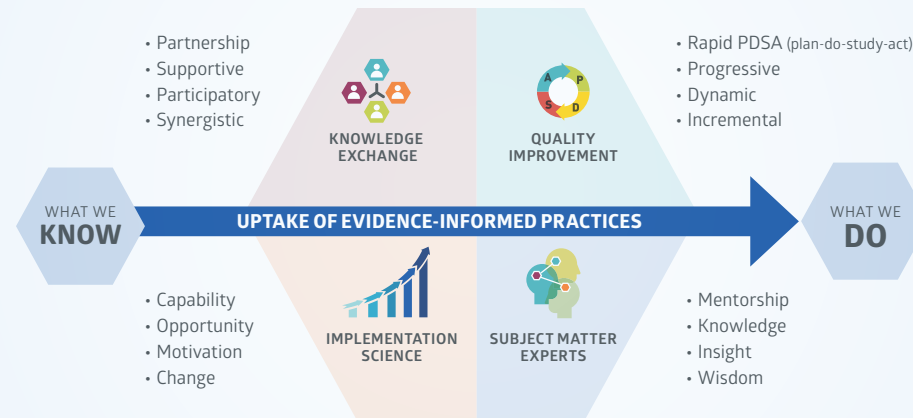 • Partnership
• Supportive
• Participatory
• Synergistic
KNOWLEDGE
EXCHANGE
A P
S D
QUALITY
IMPROVEMENT
• Rapid PDSA (plan-do-study-act)
• Progressive
• Dynamic
• Incremental
WHAT WE
KNOW
UPTAKE OF EVIDENCE-INFORMED PRACTICES
WHAT WE
DO
• Capability
• Opportunity
• Motivation
• Change
IMPLEMENTATION
SCIENCE
SUBJECT MATTER
EXPERTS
• Mentorship
• Knowledge
• Insight
• Wisdom